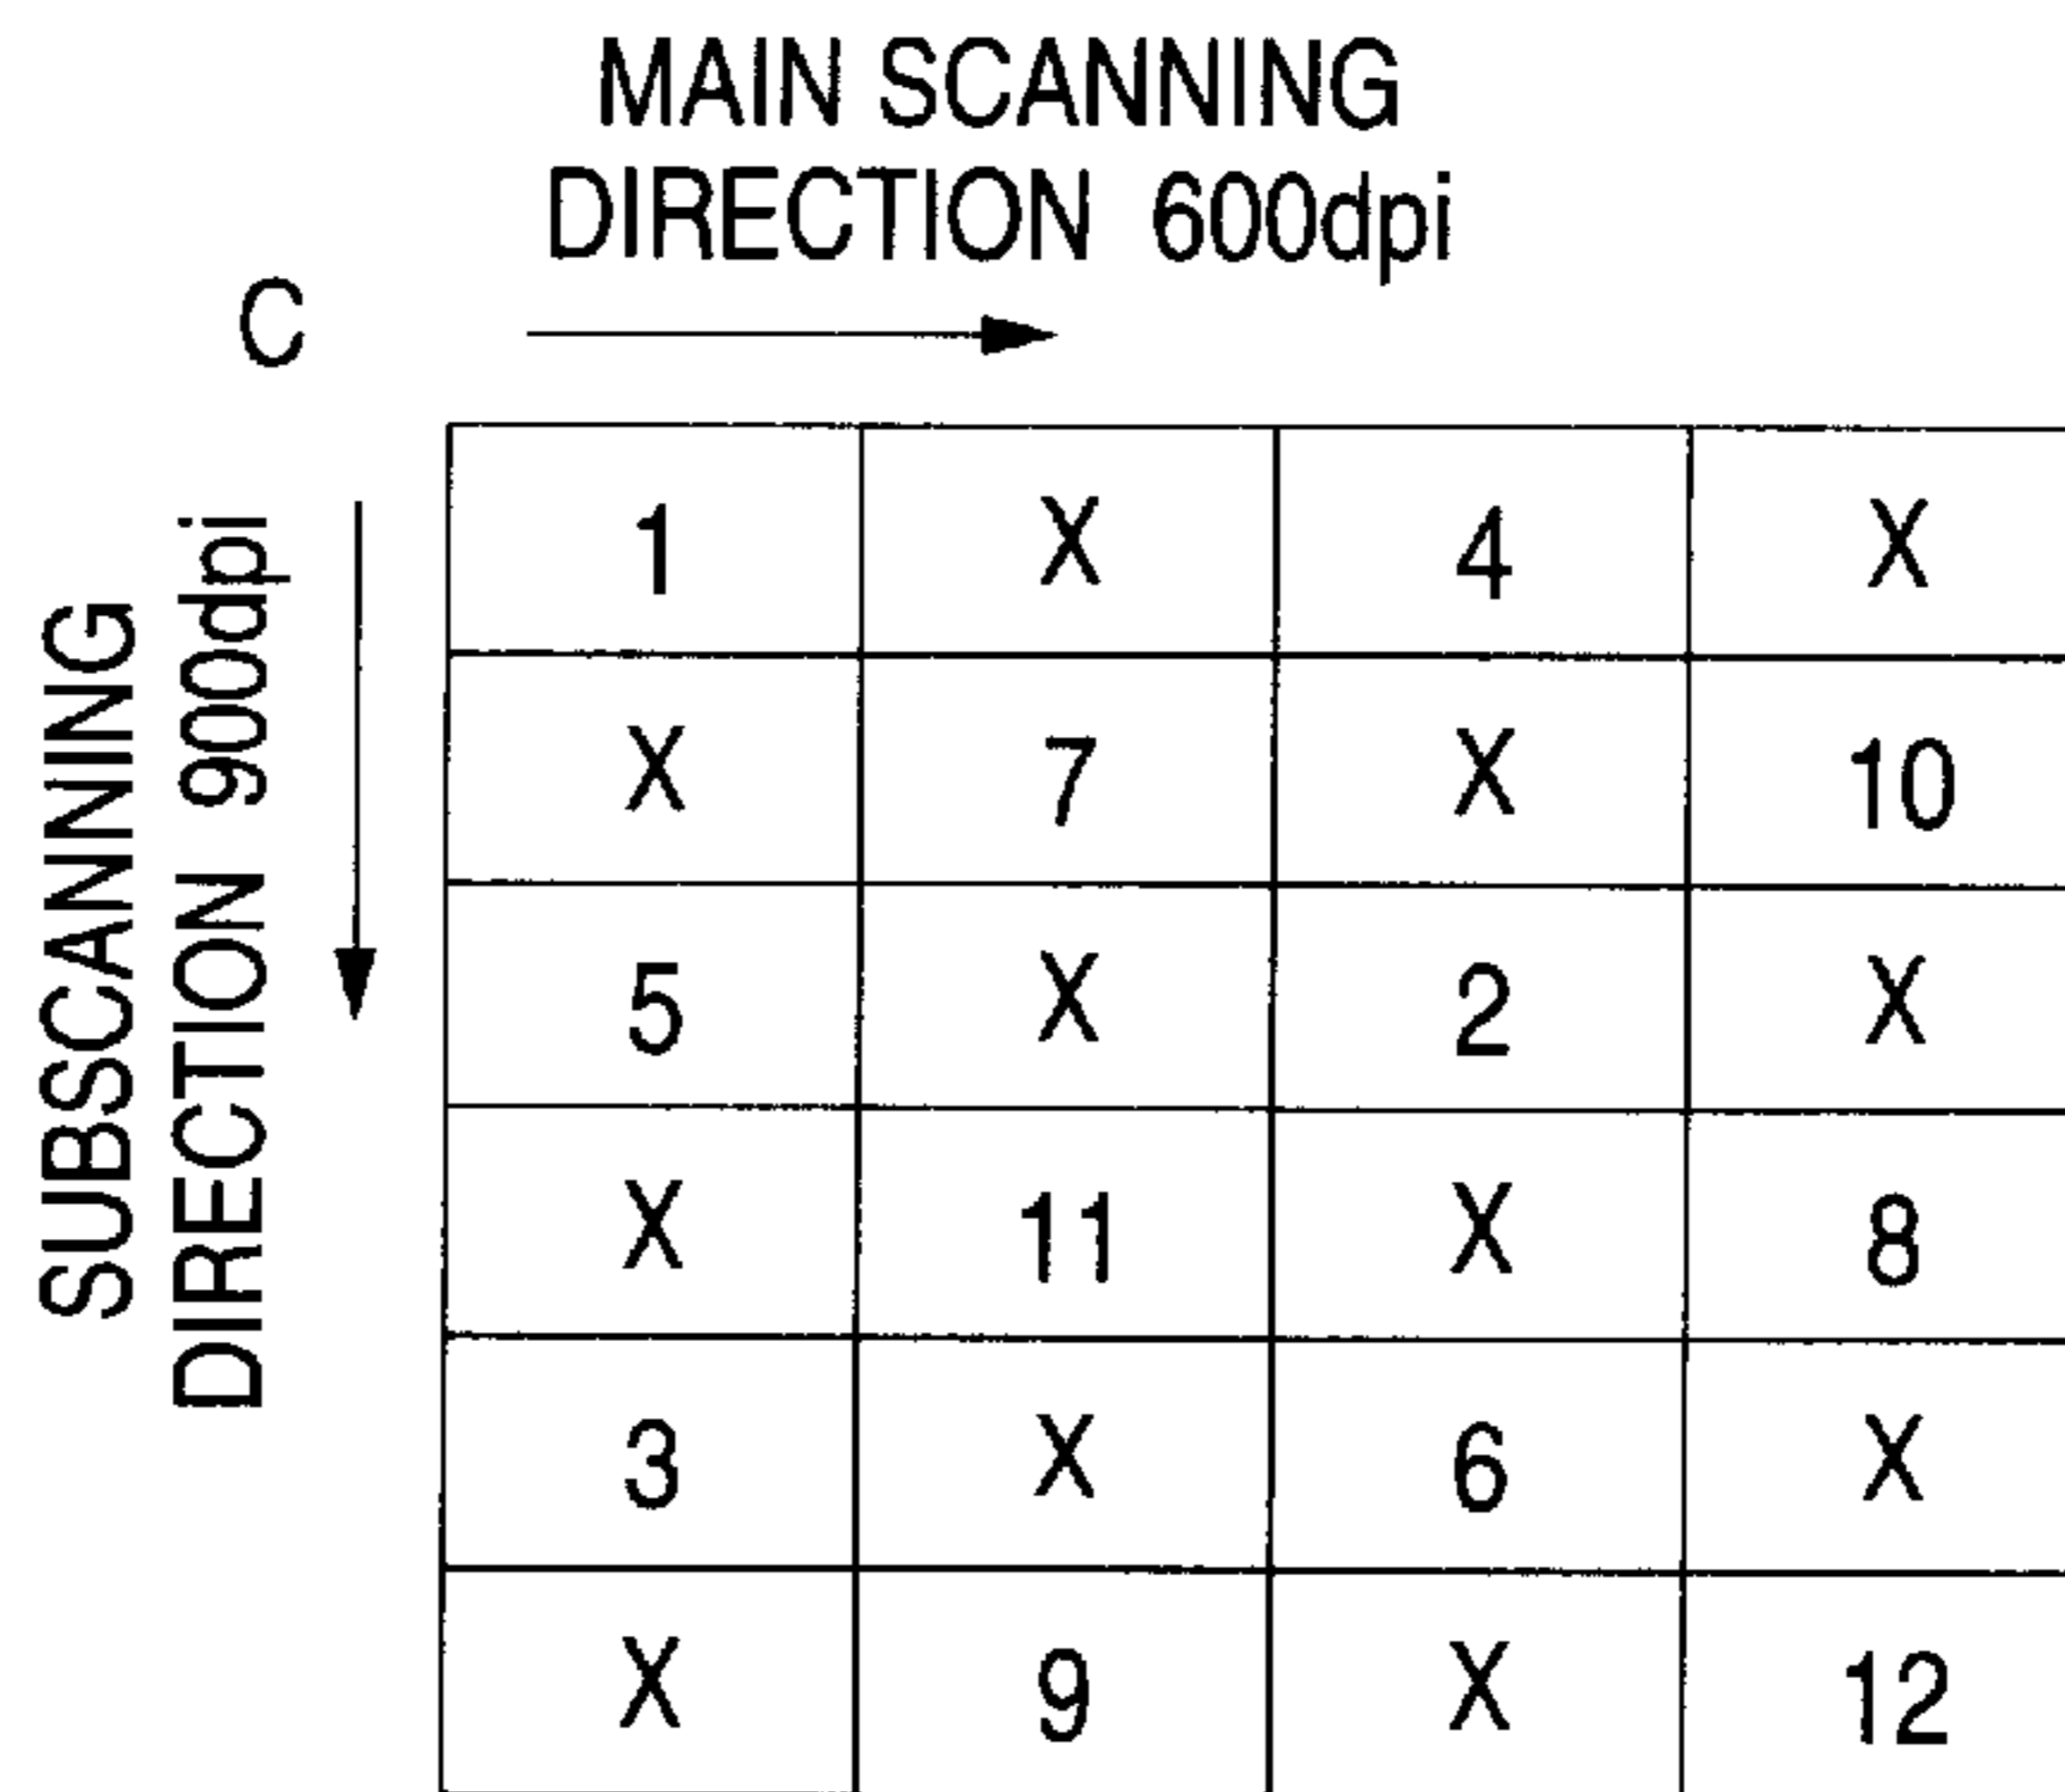 MAIN SCANNING
DIRECTION 600dpi
C
SUBSCANNING
DIRECTION 900dpi
1 X 4 X
X 7 X 10
5 X 2 X
X 11 X 8
3 X 6 X
X 9 X 12